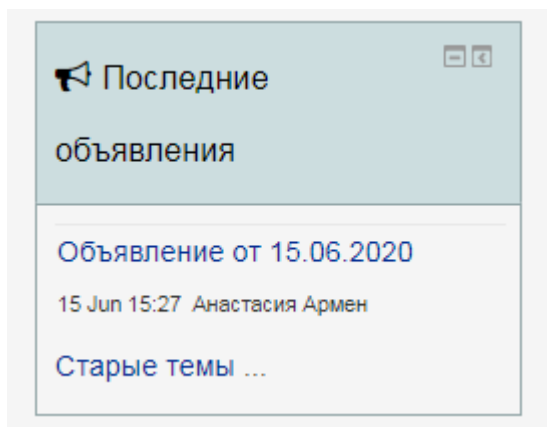 Последние
объявления
Объявление от 15.06.2020
15 Jun 15:27 Анастасия Армен
Старые темы ...